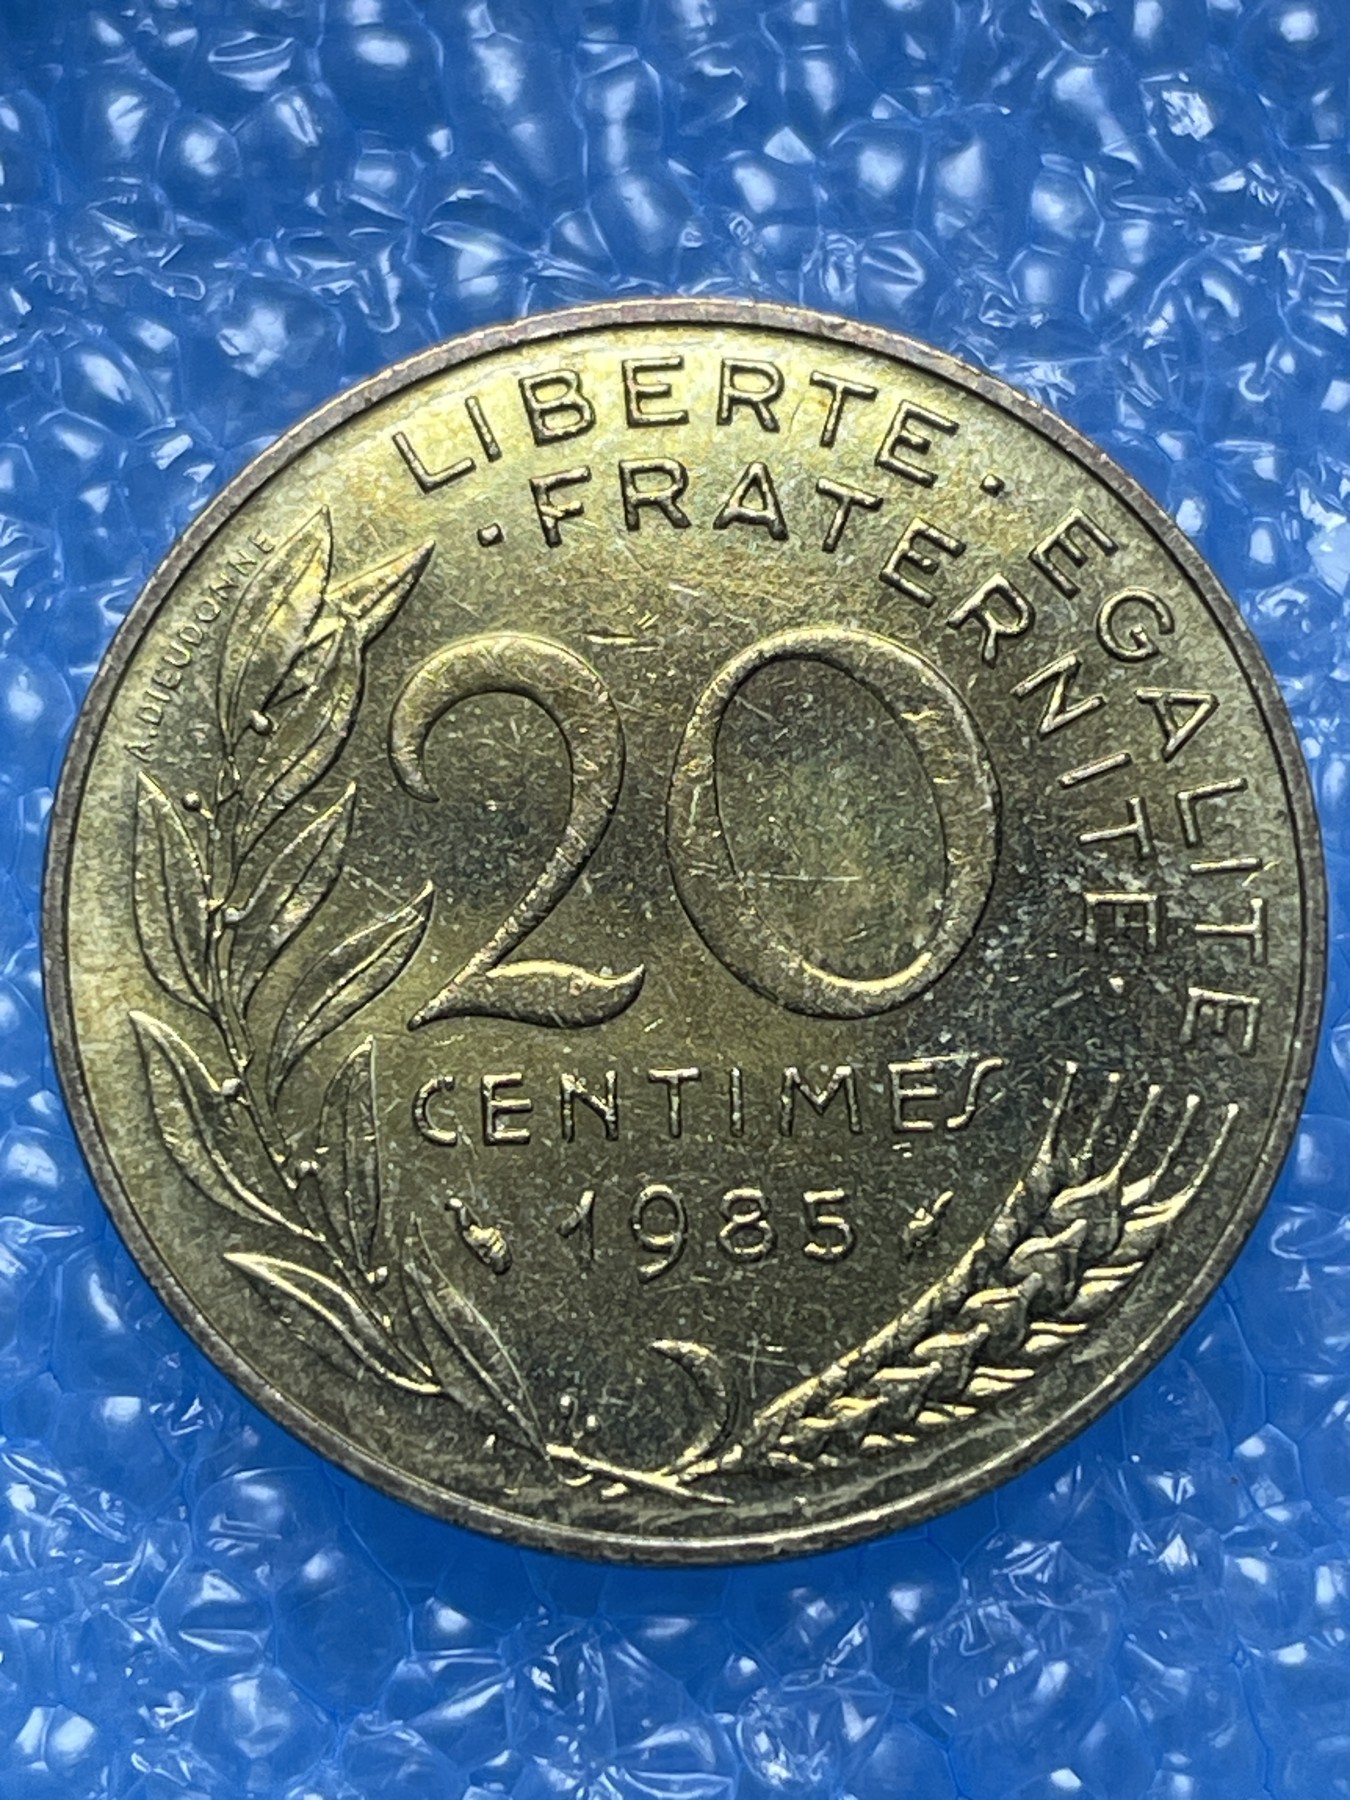 LIBERTE · EGALITE
· FRATERNITE ·
A.DIEUDONNE
20
CENTIMES
1985